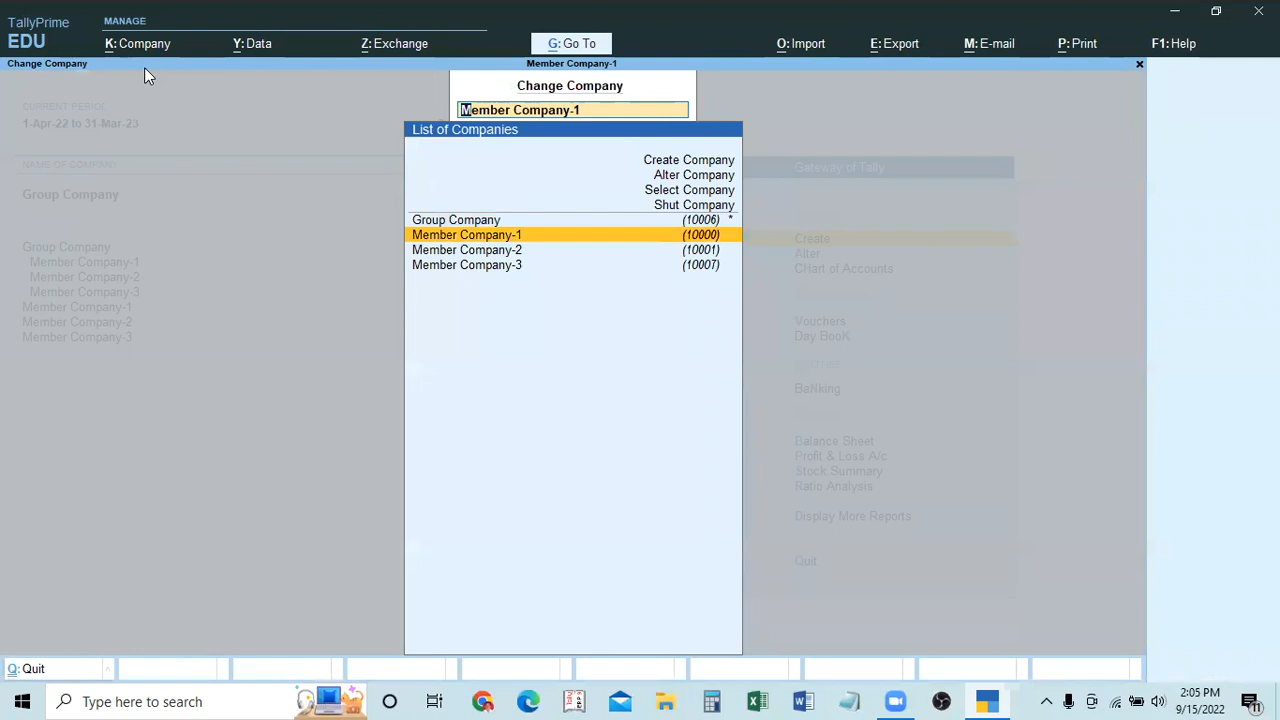 TallyPrime
EDU
MANAGE
K: Company
Y: Data
Z: Exchange
G: Go To
O: Import
E: Export
M: E-mail
P: Print
F1: Help
Change Company
Member Company-1
Change Company
Member Company-1
CURRENT PERIOD
1-Apr-22 to 31-Mar-23
NAME OF COMPANY
Group Company
Group Company
Member Company-1
Member Company-2
Member Company-3
Member Company-1
Member Company-2
Member Company-3
List of Companies
Create Company
Alter Company
Select Company
Shut Company
Group Company (10006) *
Member Company-1 (10000)
Member Company-2 (10001)
Member Company-3 (10007)
Gateway of Tally
Create
Alter
CHart of Accounts
Vouchers
Day BooK
BaNking
Balance Sheet
Profit & Loss A/c
Stock Summary
Ratio Analysis
Display More Reports
Quit
Q: Quit
Type here to search
2:05 PM
9/15/2022